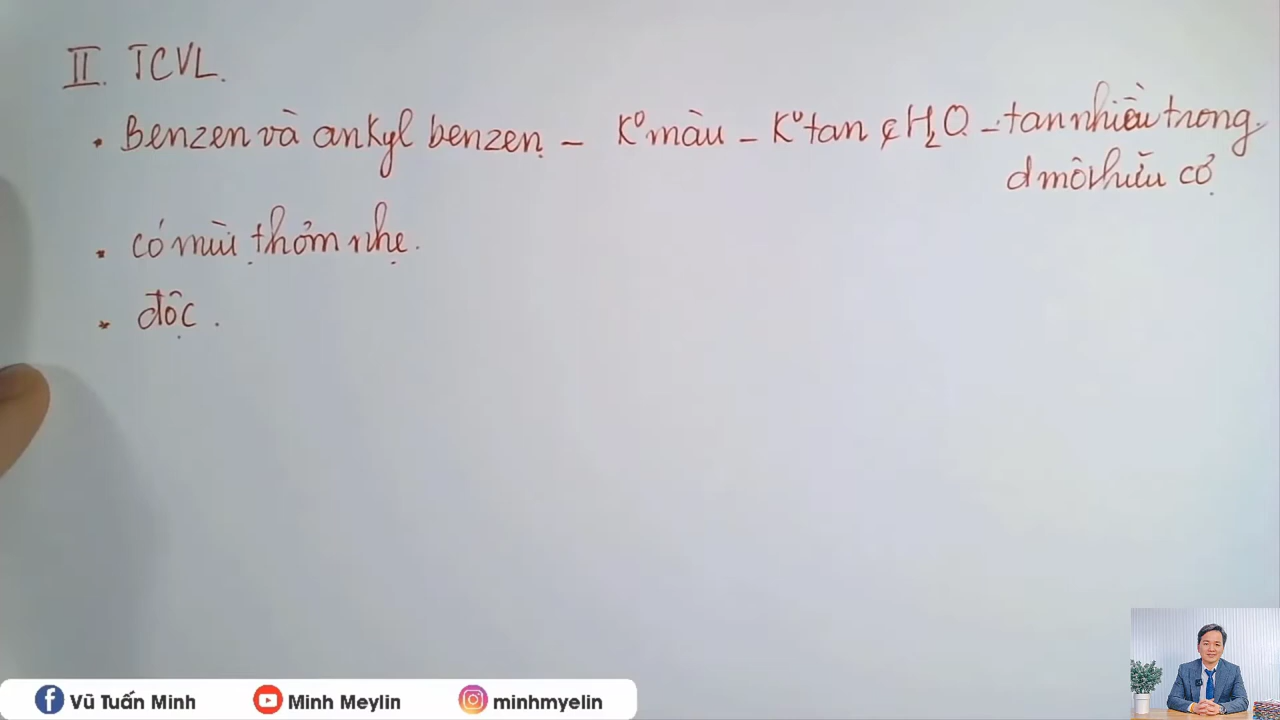 II. TCVL.
• Benzen và ankyl benzen – K⁰ màu – K⁰ tan ¢ H₂O – tan nhiều trong
d môi hữu cơ
• có mùi thơm nhẹ.
• độc.
Vũ Tuấn Minh
Minh Meylin
minhmyelin